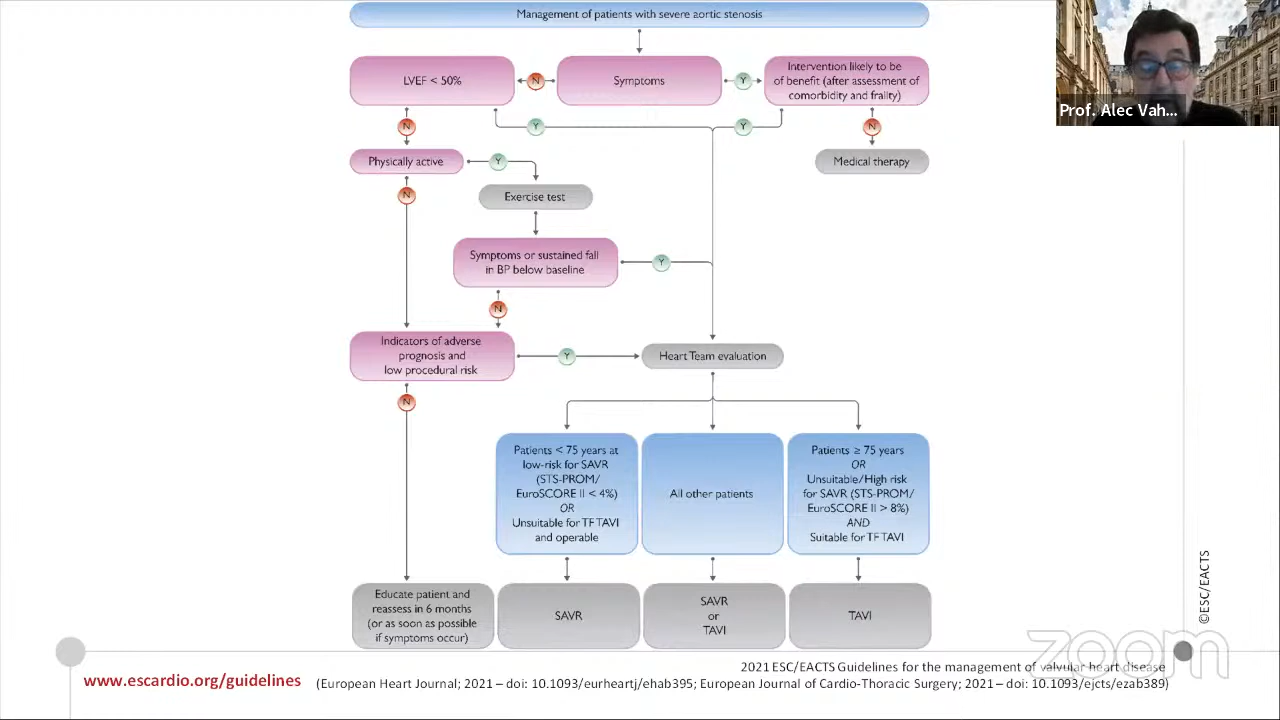 Management of patients with severe aortic stenosis
LVEF < 50%
N
Symptoms
Y
Intervention likely to be
of benefit (after assessment of
comorbidity and frailty)
Prof. Alec Vah...
N
Y
Y
N
Physically active
Y
Medical therapy
N
Exercise test
Symptoms or sustained fall
in BP below baseline
Y
N
Indicators of adverse
prognosis and
low procedural risk
Y
Heart Team evaluation
N
Patients < 75 years at
low-risk for SAVR
(STS-PROM/
EuroSCORE II < 4%)
OR
Unsuitable for TF TAVI
and operable
All other patients
Patients ≥ 75 years
OR
Unsuitable/High risk
for SAVR (STS-PROM/
EuroSCORE II > 8%)
AND
Suitable for TF TAVI
Educate patient and
reassess in 6 months
(or as soon as possible
if symptoms occur)
SAVR
SAVR
or
TAVI
TAVI
©ESC/EACTS
zoom
www.escardio.org/guidelines
2021 ESC/EACTS Guidelines for the management of valvular heart disease
(European Heart Journal; 2021 – doi: 10.1093/eurheartj/ehab395; European Journal of Cardio-Thoracic Surgery; 2021 – doi: 10.1093/ejcts/ezab389)